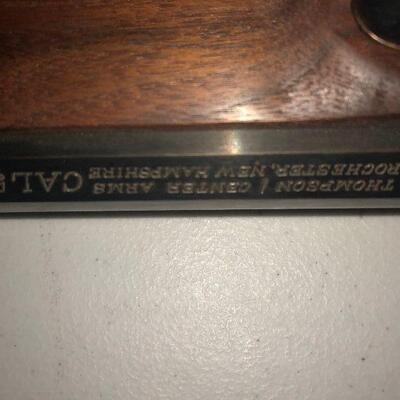 THOMPSON / CENTER ARMS
ROCHESTER, NEW HAMPSHIRE
CAL.